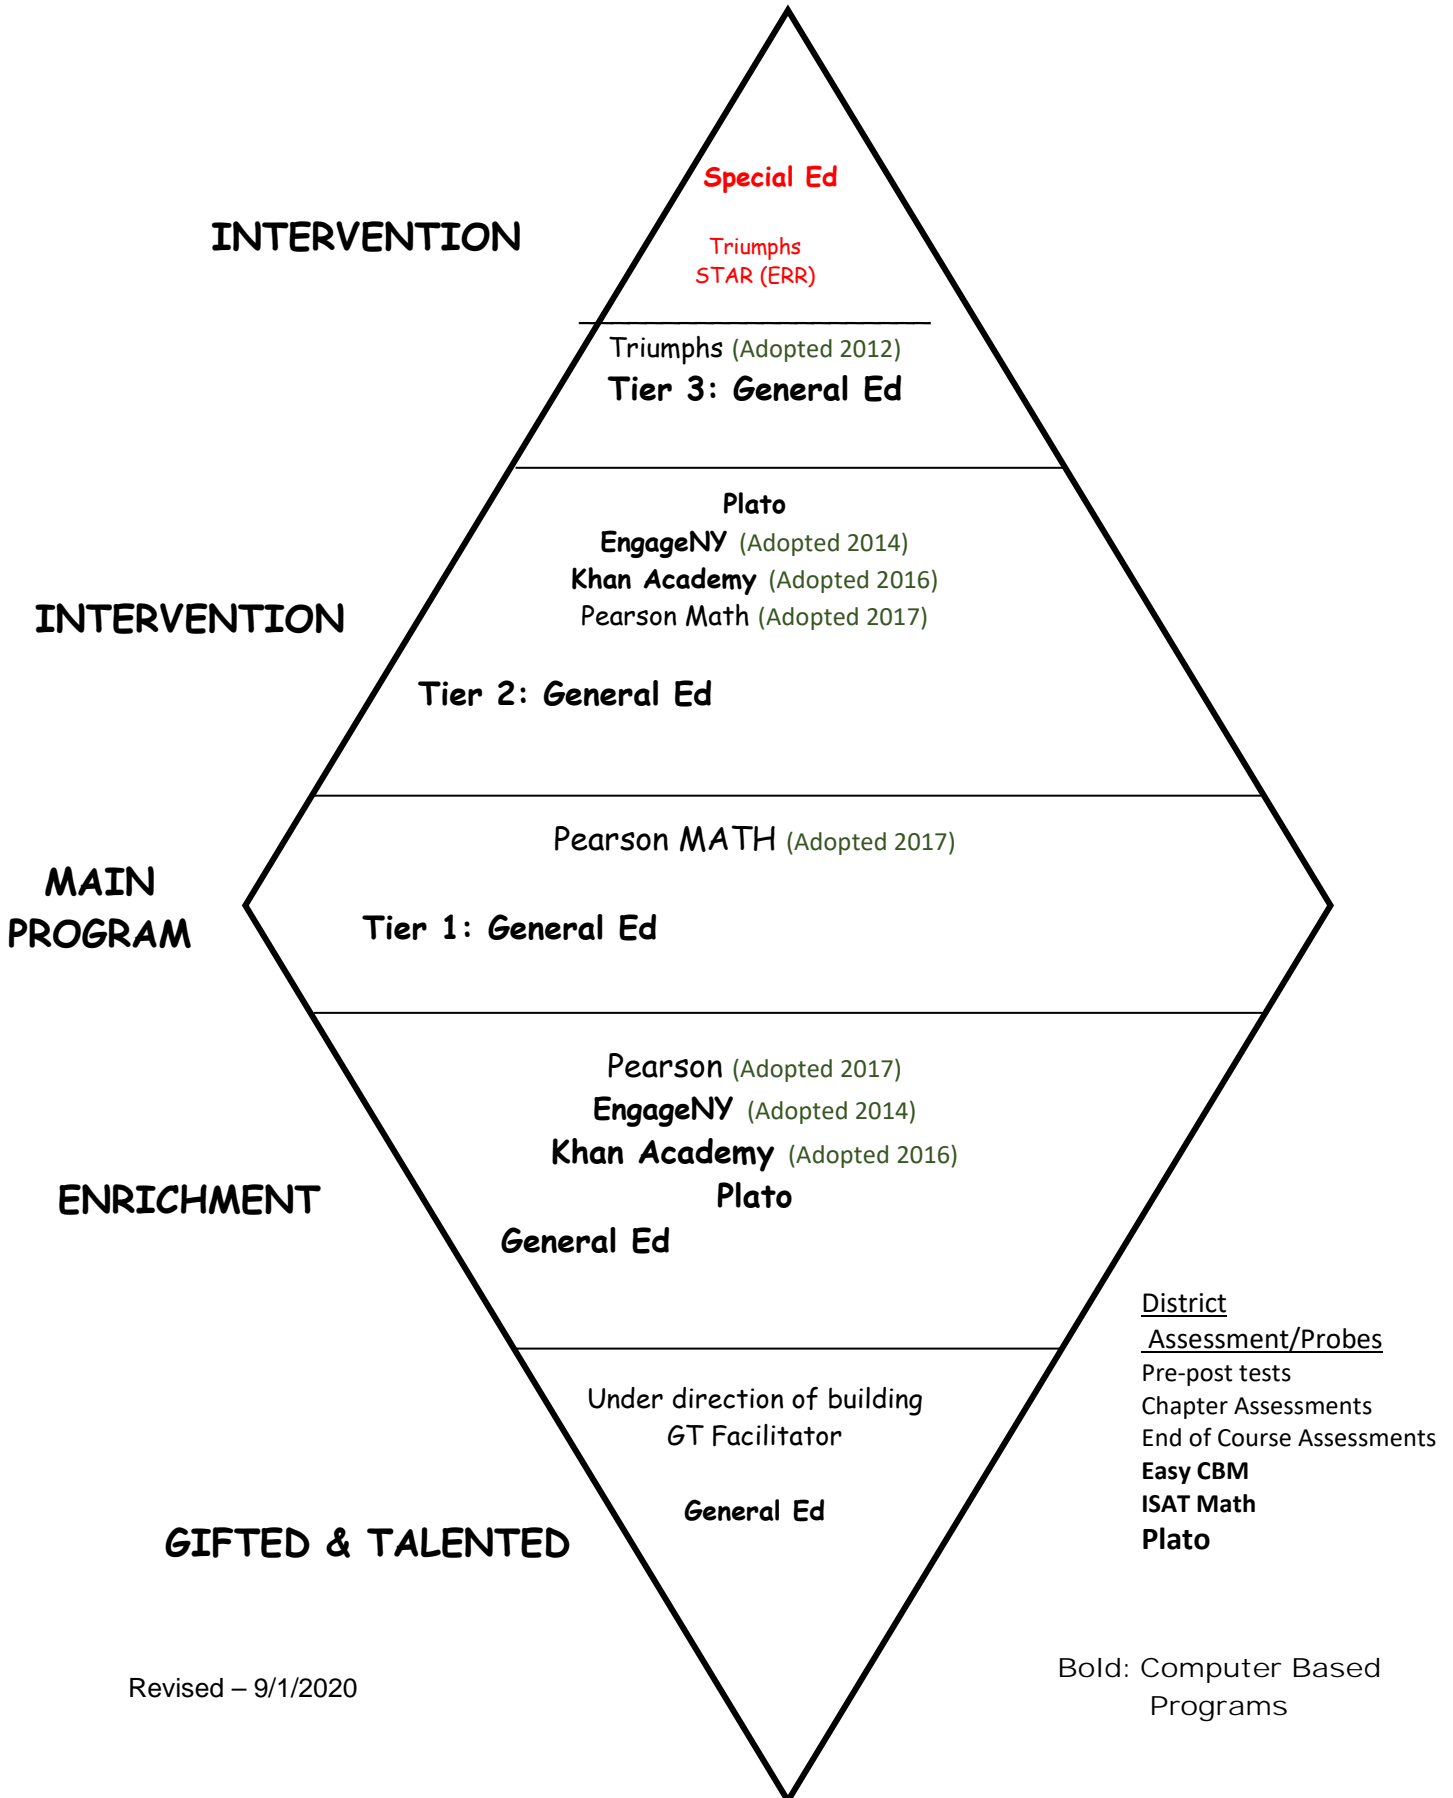 Special Ed
INTERVENTION
Triumphs
STAR (ERR)
Triumphs (Adopted 2012)
Tier 3: General Ed
Plato
EngageNY (Adopted 2014)
Khan Academy (Adopted 2016)
INTERVENTION
Pearson Math (Adopted 2017)
Tier 2: General Ed
Pearson MATH (Adopted 2017)
MAIN
PROGRAM
Tier 1: General Ed
Pearson (Adopted 2017)
EngageNY (Adopted 2014)
Khan Academy (Adopted 2016)
Plato
ENRICHMENT
General Ed
District
Assessment/Probes
Pre-post tests
Chapter Assessments
End of Course Assessments
Easy CBM
ISAT Math
Plato
Under direction of building
GT Facilitator
General Ed
GIFTED & TALENTED
Revised – 9/1/2020
Bold: Computer Based
Programs